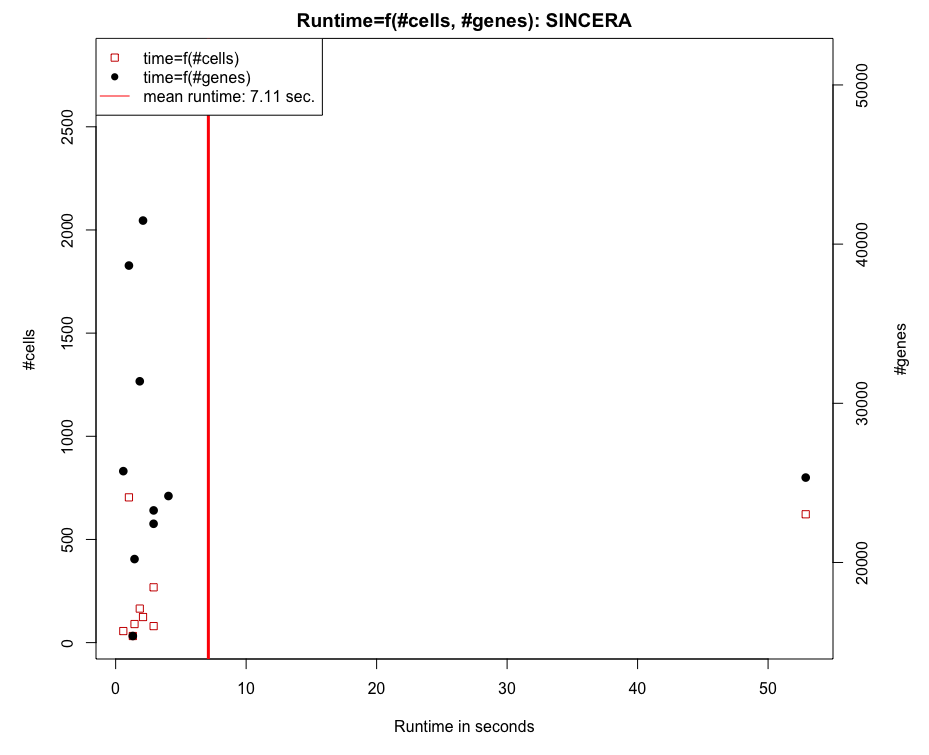 Runtime=f(#cells, #genes): SINCERA
time=f(#cells)
time=f(#genes)
mean runtime: 7.11 sec.
#cells
0
500
1000
1500
2000
2500
#genes
20000
30000
40000
50000
0 10 20 30 40 50
Runtime in seconds